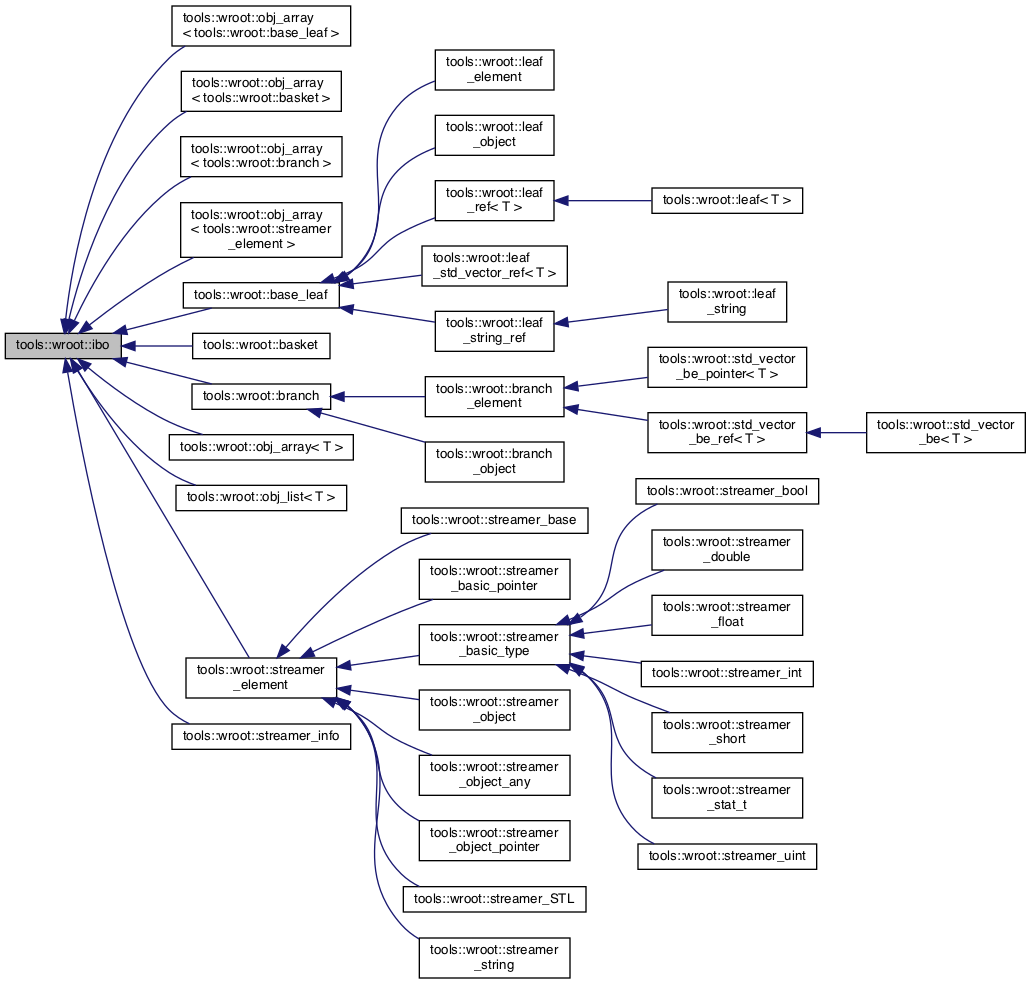 tools::wroot::obj_array
< tools::wroot::base_leaf >
tools::wroot::obj_array
< tools::wroot::basket >
tools::wroot::obj_array
< tools::wroot::branch >
tools::wroot::obj_array
< tools::wroot::streamer
_element >
tools::wroot::base_leaf
tools::wroot::ibo
tools::wroot::basket
tools::wroot::branch
tools::wroot::obj_array< T >
tools::wroot::obj_list< T >
tools::wroot::streamer
_element
tools::wroot::streamer_info
tools::wroot::leaf
_element
tools::wroot::leaf
_object
tools::wroot::leaf
_ref< T >
tools::wroot::leaf
_std_vector_ref< T >
tools::wroot::leaf
_string_ref
tools::wroot::branch
_element
tools::wroot::branch
_object
tools::wroot::streamer_base
tools::wroot::streamer
_basic_pointer
tools::wroot::streamer
_basic_type
tools::wroot::streamer
_object
tools::wroot::streamer
_object_any
tools::wroot::streamer
_object_pointer
tools::wroot::streamer_STL
tools::wroot::streamer
_string
tools::wroot::leaf< T >
tools::wroot::leaf
_string
tools::wroot::std_vector
_be_pointer< T >
tools::wroot::std_vector
_be_ref< T >
tools::wroot::streamer_bool
tools::wroot::streamer
_double
tools::wroot::streamer
_float
tools::wroot::streamer_int
tools::wroot::streamer
_short
tools::wroot::streamer
_stat_t
tools::wroot::streamer_uint
tools::wroot::std_vector
_be< T >